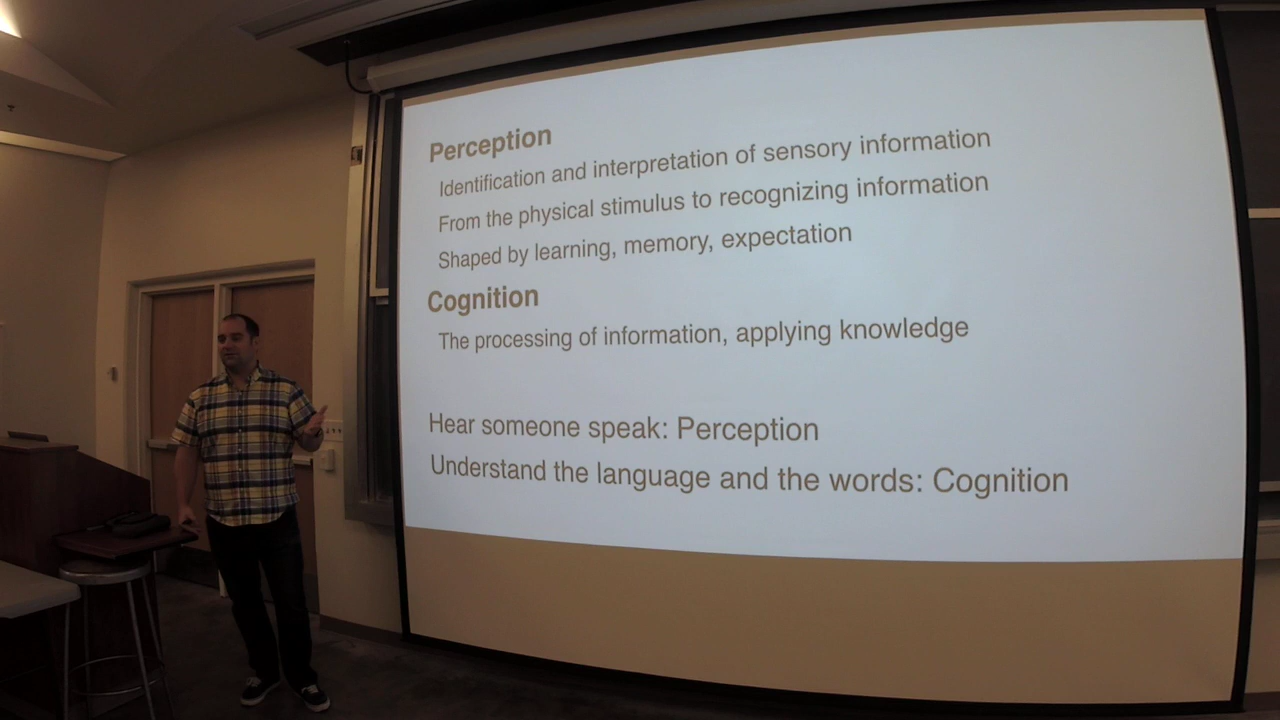 Perception
Identification and interpretation of sensory information
From the physical stimulus to recognizing information
Shaped by learning, memory, expectation
Cognition
The processing of information, applying knowledge
Hear someone speak: Perception
Understand the language and the words: Cognition